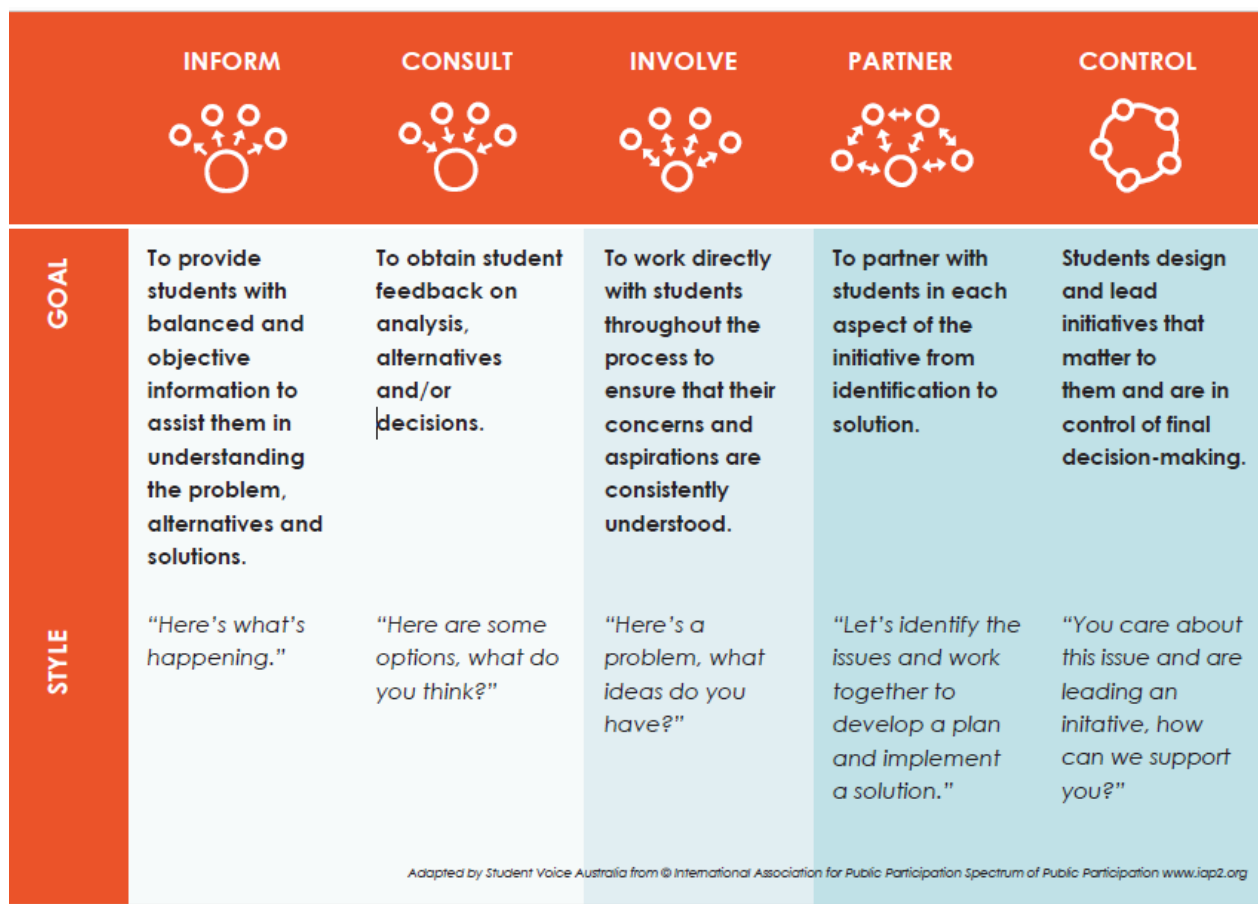 INFORM
CONSULT
INVOLVE
PARTNER
CONTROL
GOAL
To provide
students with
balanced and
objective
information to
assist them in
understanding
the problem,
alternatives and
solutions.
To obtain student
feedback on
analysis,
alternatives
and/or
decisions.
To work directly
with students
throughout the
process to
ensure that their
concerns and
aspirations are
consistently
understood.
To partner with
students in each
aspect of the
initiative from
identification to
solution.
Students design
and lead
initiatives that
matter to
them and are in
control of final
decision-making.
STYLE
“Here’s what’s
happening.”
“Here are some
options, what do
you think?”
“Here’s a
problem, what
ideas do you
have?”
“Let’s identify the
issues and work
together to
develop a plan
and implement
a solution.”
“You care about
this issue and are
leading an
initative, how
can we support
you?”
Adapted by Student Voice Australia from © International Association for Public Participation Spectrum of Public Participation www.iap2.org